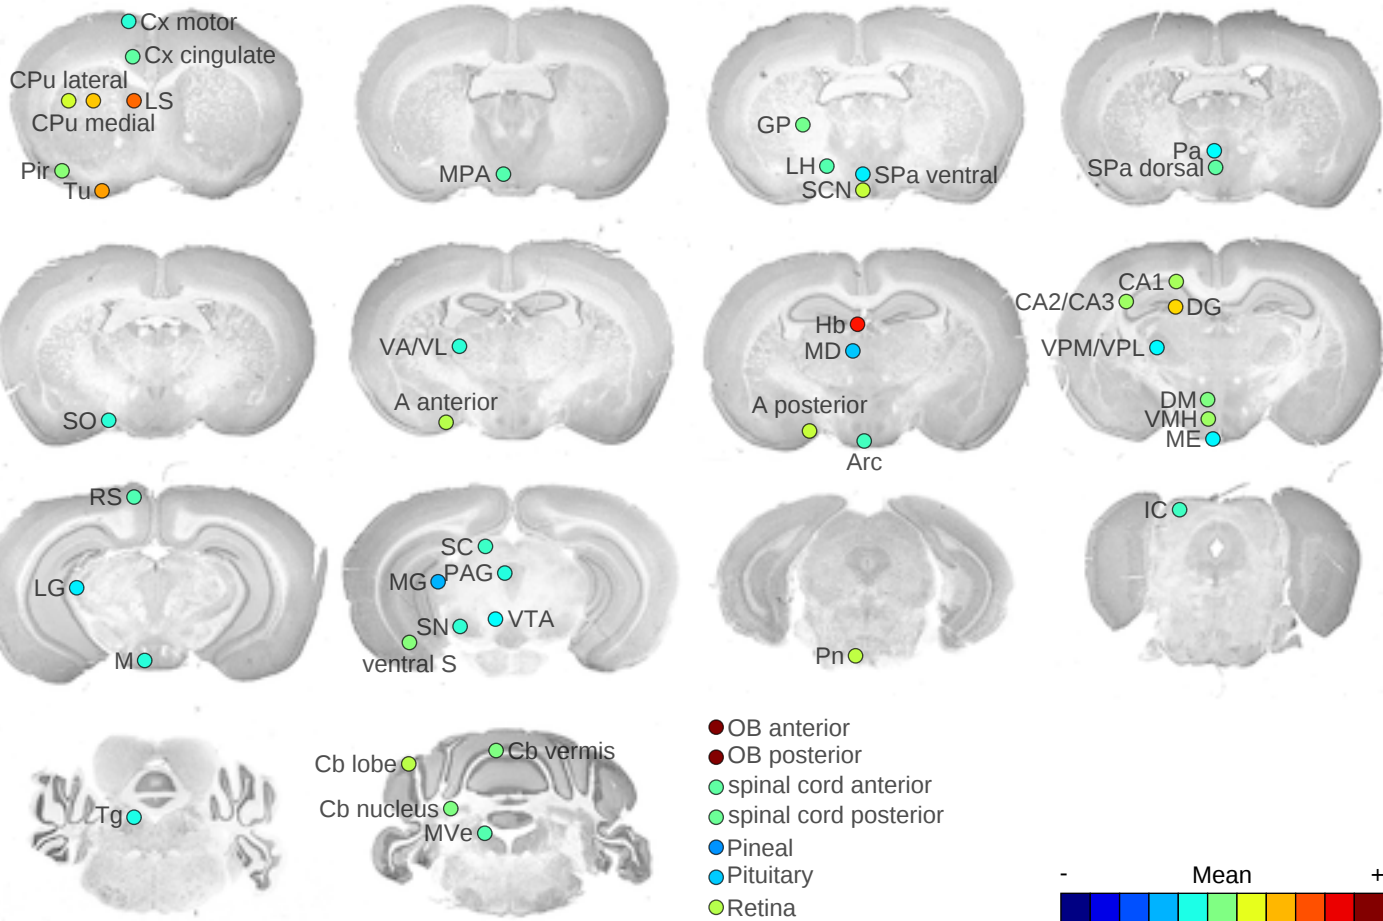 Cx motor
Cx cingulate
CPu lateral
LS
CPu medial
Pir
Tu
MPA
GP
LH
SPa ventral
SCN
Pa
SPa dorsal
SO
VA/VL
A anterior
Hb
MD
A posterior
Arc
CA1
CA2/CA3
DG
VPM/VPL
DM
VMH
ME
RS
LG
M
SC
MG
PAG
SN
VTA
ventral S
Pn
IC
Tg
Cb lobe
Cb vermis
Cb nucleus
MVe
OB anterior
OB posterior
spinal cord anterior
spinal cord posterior
Pineal
Pituitary
Retina
- Mean +